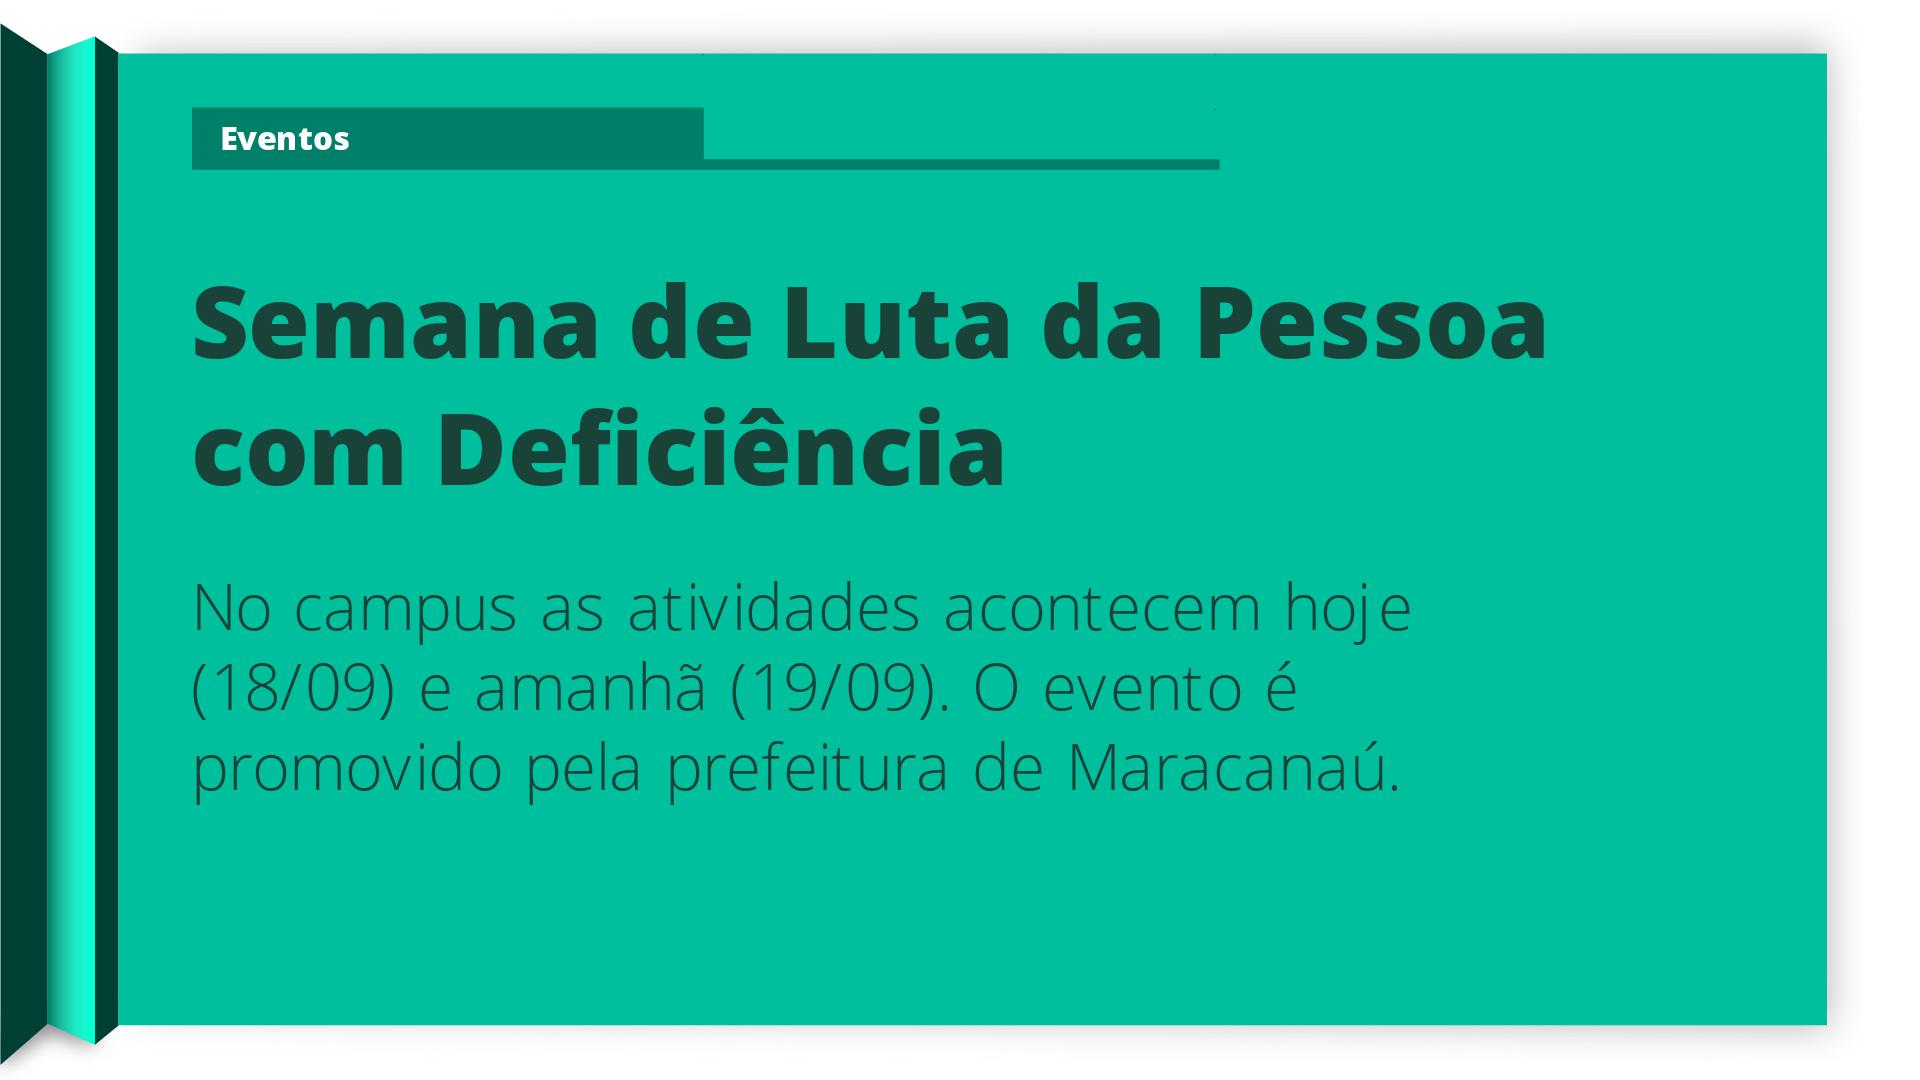 Eventos
Semana de Luta da Pessoa
com Deficiência
No campus as atividades acontecem hoje
(18/09) e amanhã (19/09). O evento é
promovido pela prefeitura de Maracanaú.